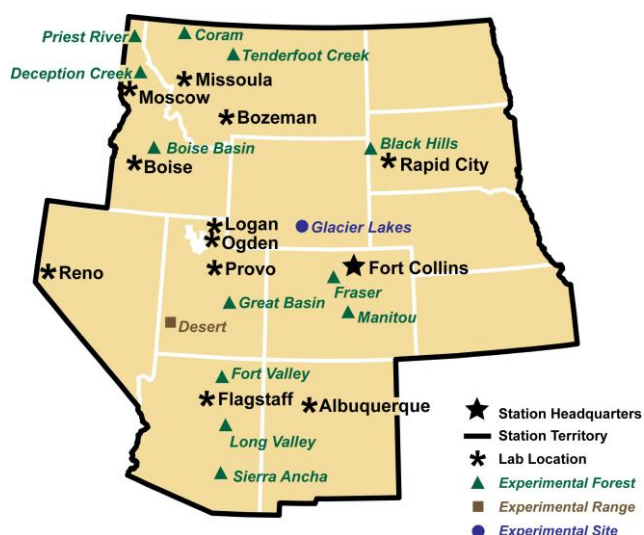 Priest River
Coram
Tenderfoot Creek
Deception Creek
Missoula
Moscow
Bozeman
Boise Basin
Black Hills
Boise
Rapid City
Logan
Glacier Lakes
Ogden
Reno
Provo
Fort Collins
Fraser
Great Basin
Manitou
Desert
Fort Valley
Flagstaff
Albuquerque
Long Valley
Sierra Ancha
Station Headquarters
Station Territory
Lab Location
Experimental Forest
Experimental Range
Experimental Site